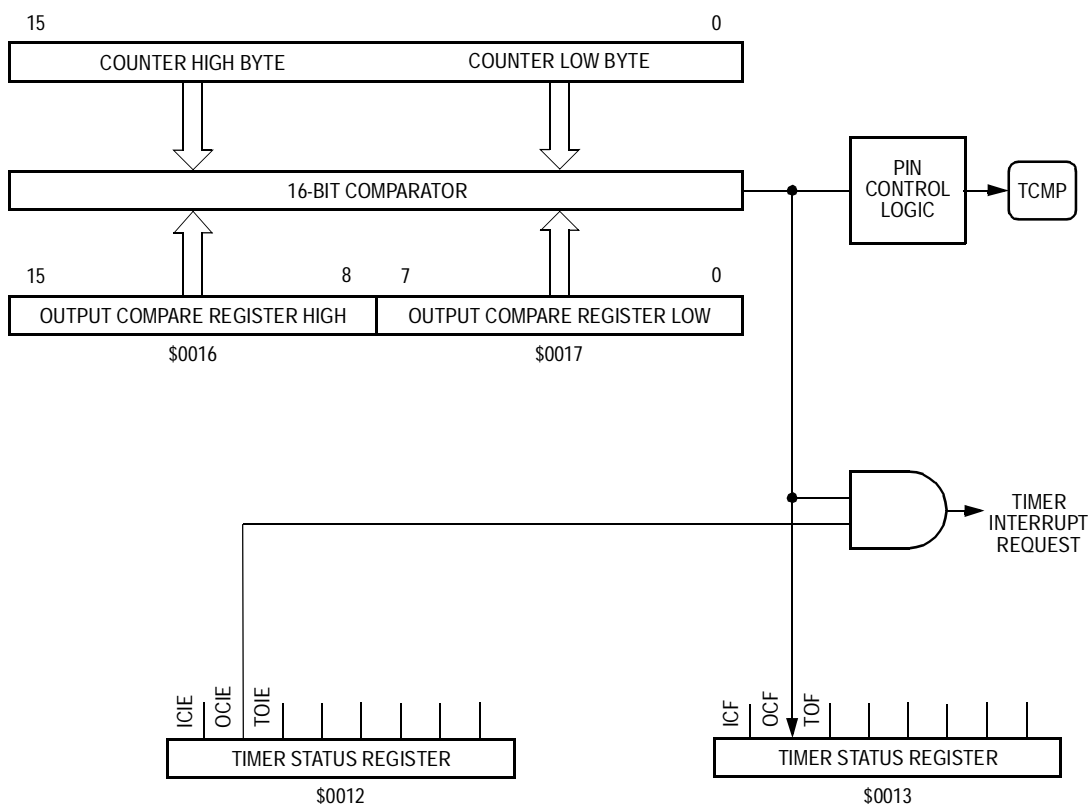 15 0
COUNTER HIGH BYTE COUNTER LOW BYTE
16-BIT COMPARATOR
PIN
CONTROL
LOGIC
TCMP
15 8 7 0
OUTPUT COMPARE REGISTER HIGH OUTPUT COMPARE REGISTER LOW
$0016 $0017
TIMER
INTERRUPT
REQUEST
ICIE
OCIE
TOIE
TIMER STATUS REGISTER
$0012
ICF
OCF
TOF
TIMER STATUS REGISTER
$0013